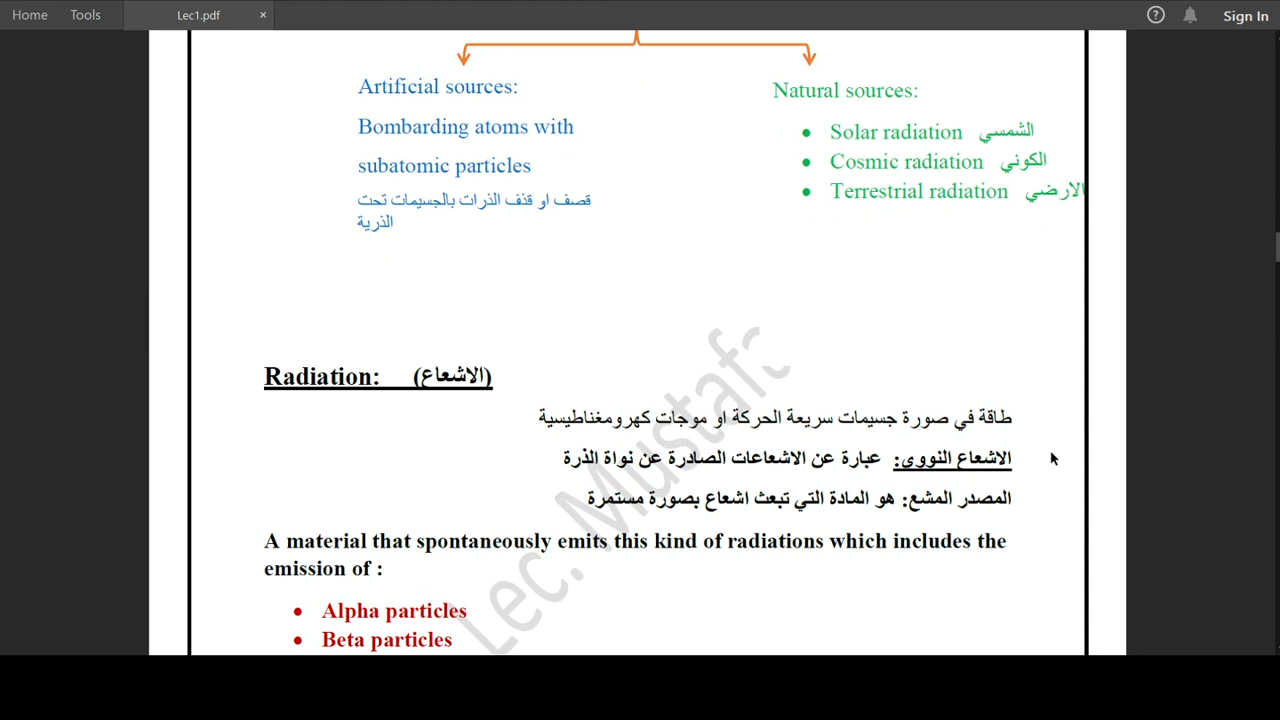 Home Tools Lec1.pdf × Sign In
Artificial sources:
Bombarding atoms with
subatomic particles
قصف او قذف الذرات بالجسيمات تحت
الذرية
Natural sources:
• Solar radiation الشمسي
• Cosmic radiation الكوني
• Terrestrial radiation الارضي
Radiation: (الاشعاع)
طاقة في صورة جسيمات سريعة الحركة او موجات كهرومغناطيسية
الاشعاع النووي: عبارة عن الاشعاعات الصادرة عن نواة الذرة
المصدر المشع: هو المادة التي تبعث اشعاع بصورة مستمرة
A material that spontaneously emits this kind of radiations which includes the
emission of :
• Alpha particles
• Beta particles
Lec. Mustafa